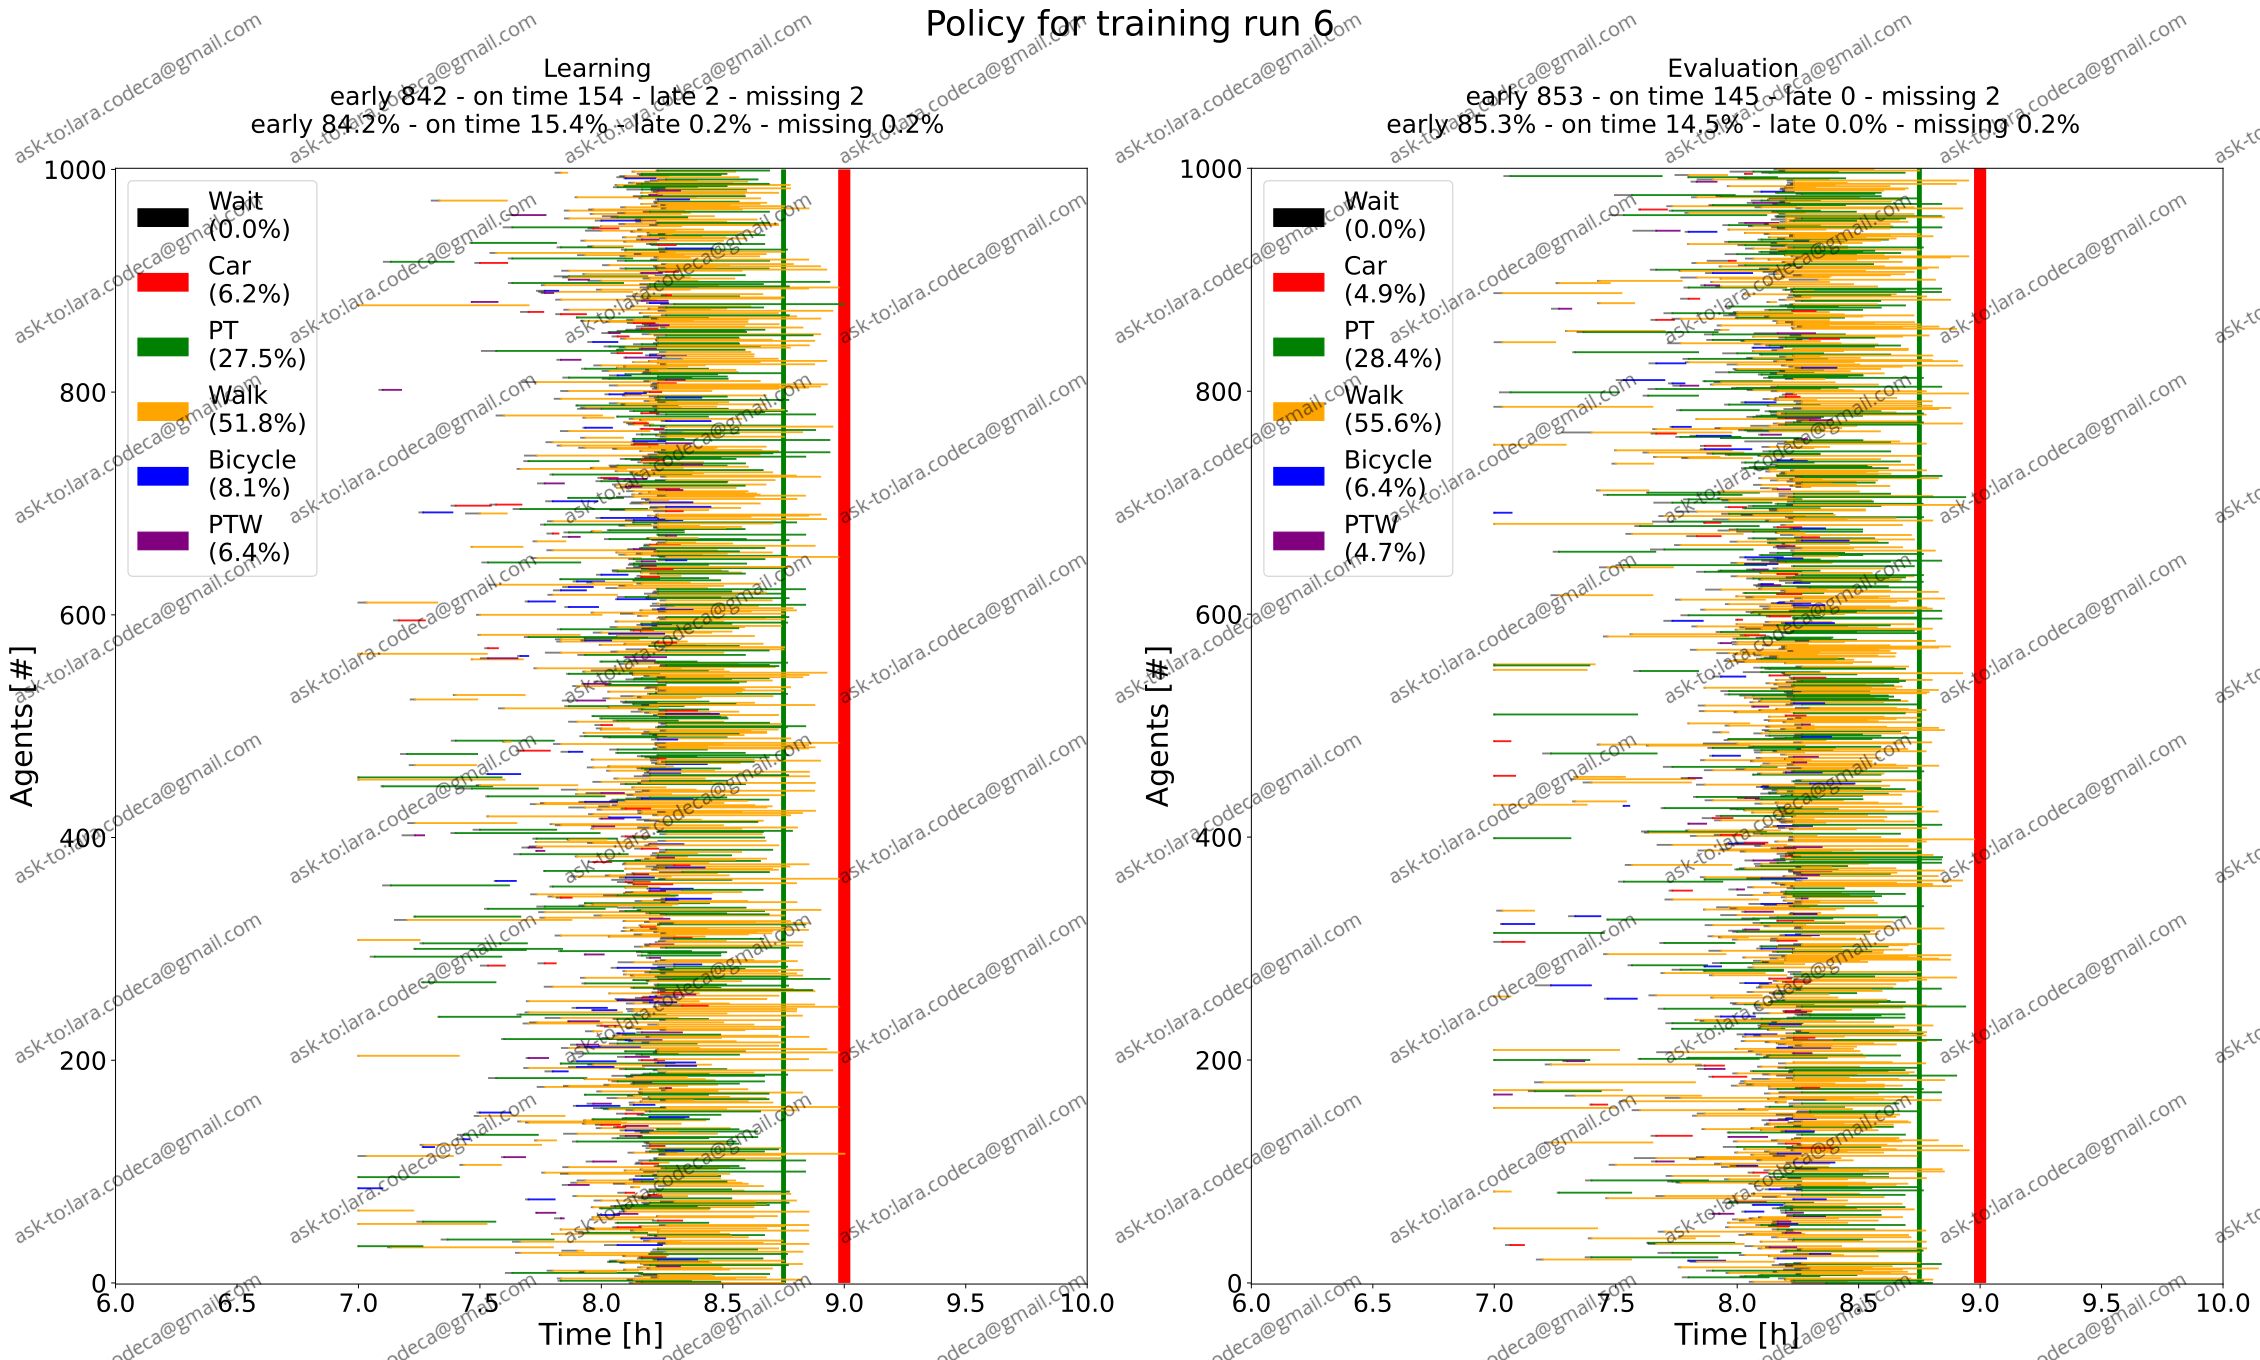 Policy for training run 6
Learning
early 842 - on time 154 - late 2 - missing 2
early 84.2% - on time 15.4% - late 0.2% - missing 0.2%
1000
800
600
400
200
0
Agents [#]
Wait
(0.0%)
Car
(6.2%)
PT
(27.5%)
Walk
(51.8%)
Bicycle
(8.1%)
PTW
(6.4%)
6.0 6.5 7.0 7.5 8.0 8.5 9.0 9.5 10.0
Time [h]
Evaluation
early 853 - on time 145 - late 0 - missing 2
early 85.3% - on time 14.5% - late 0.0% - missing 0.2%
1000
800
600
400
200
0
Agents [#]
Wait
(0.0%)
Car
(4.9%)
PT
(28.4%)
Walk
(55.6%)
Bicycle
(6.4%)
PTW
(4.7%)
6.0 6.5 7.0 7.5 8.0 8.5 9.0 9.5 10.0
Time [h]
ask-to:lara.codeca@gmail.com